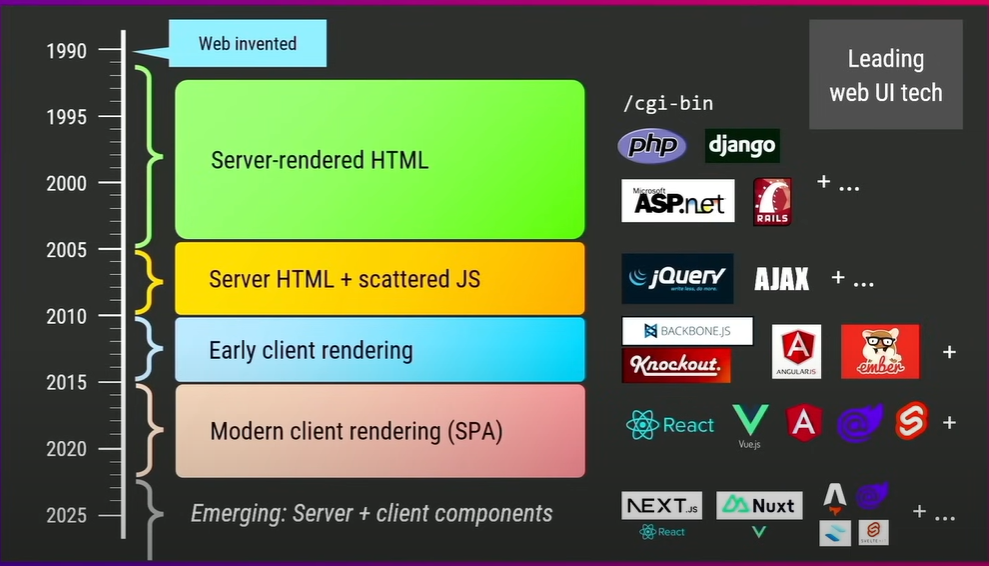 1990
Web invented
Leading
web UI tech
1995
Server-rendered HTML
/cgi-bin
php
django
2000
Microsoft
ASP.net
RAILS
+ ...
2005
Server HTML + scattered JS
jQuery
write less, do more.
AJAX
+ ...
2010
Early client rendering
BACKBONE.JS
Knockout.
ANGULARJS
ember
+
2015
Modern client rendering (SPA)
React
Vue.js
+
2020
2025
Emerging: Server + client components
NEXT.JS
React
Nuxt
+ ...